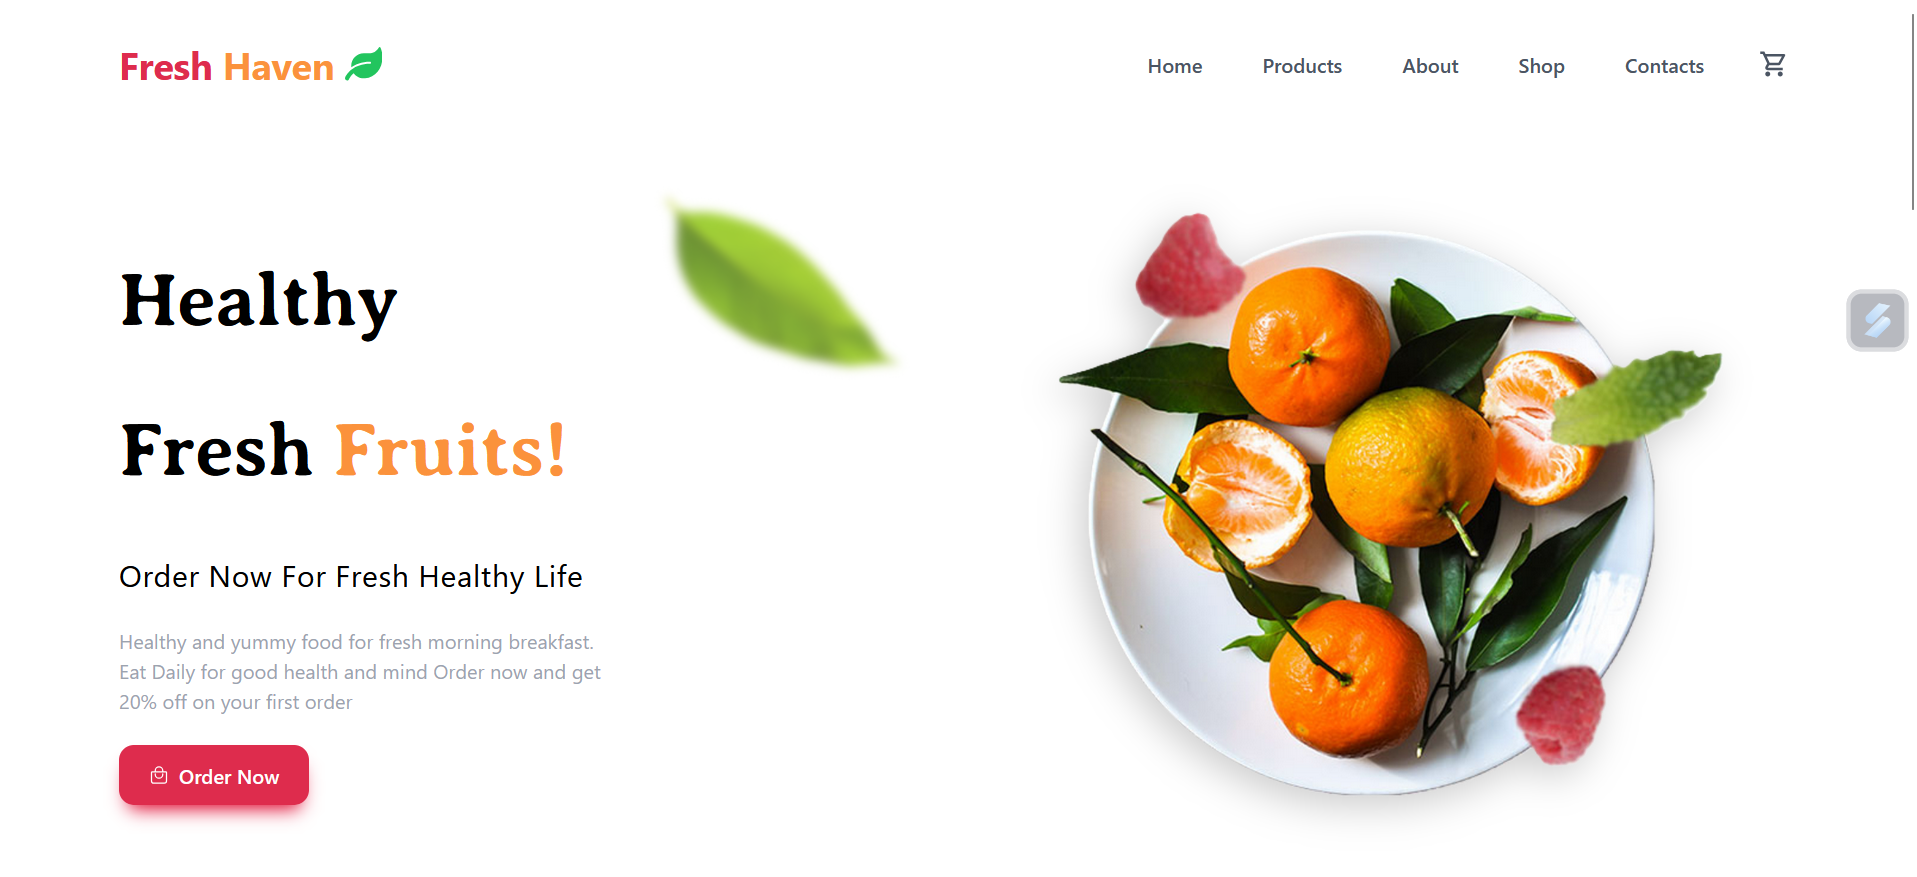 Fresh Haven
Home Products About Shop Contacts
Healthy
Fresh Fruits!
Order Now For Fresh Healthy Life
Healthy and yummy food for fresh morning breakfast.
Eat Daily for good health and mind Order now and get
20% off on your first order
Order Now